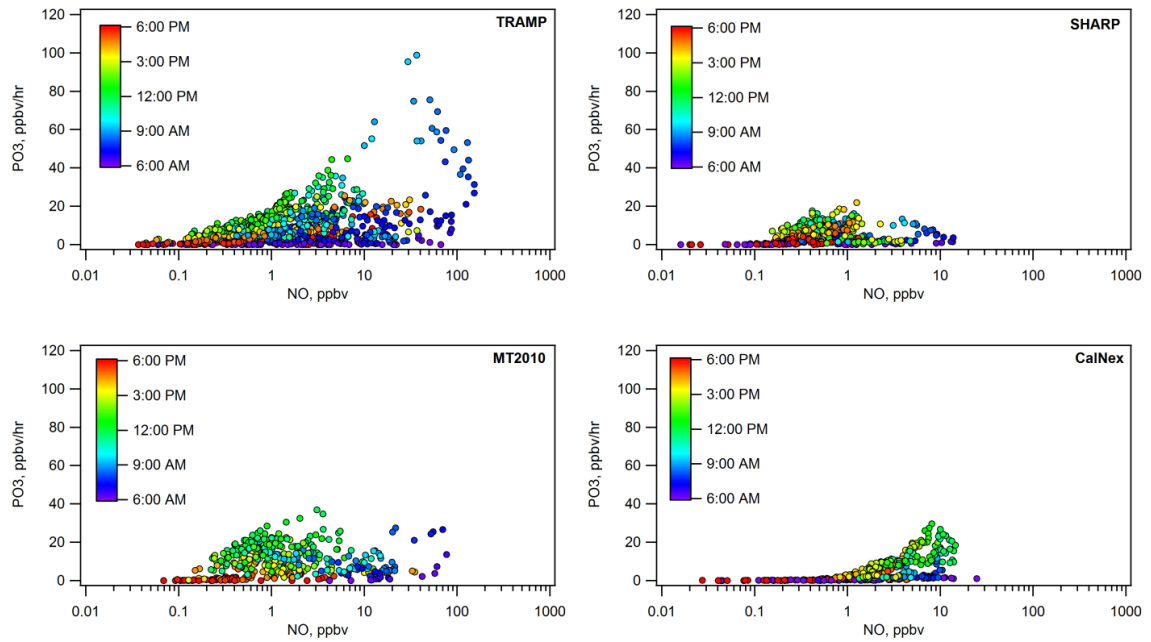 TRAMP
120
100
80
60
40
20
0
PO3, ppbv/hr
6:00 PM
3:00 PM
12:00 PM
9:00 AM
6:00 AM
0.01 0.1 1 10 100 1000
NO, ppbv
SHARP
120
100
80
60
40
20
0
PO3, ppbv/hr
6:00 PM
3:00 PM
12:00 PM
9:00 AM
6:00 AM
0.01 0.1 1 10 100 1000
NO, ppbv
MT2010
120
100
80
60
40
20
0
PO3, ppbv/hr
6:00 PM
3:00 PM
12:00 PM
9:00 AM
6:00 AM
0.01 0.1 1 10 100 1000
NO, ppbv
CalNex
120
100
80
60
40
20
0
PO3, ppbv/hr
6:00 PM
3:00 PM
12:00 PM
9:00 AM
6:00 AM
0.01 0.1 1 10 100 1000
NO, ppbv